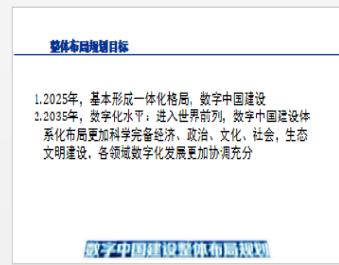 整体布局规划目标
1.2025年，基本形成一体化格局，数字中国建设
2.2035年，数字化水平：进入世界前列，数字中国建设体
系化布局更加科学完备经济、政治、文化、社会，生态
文明建设．各领域数字化发展更加协调充分
数字中国建设整体布局规划